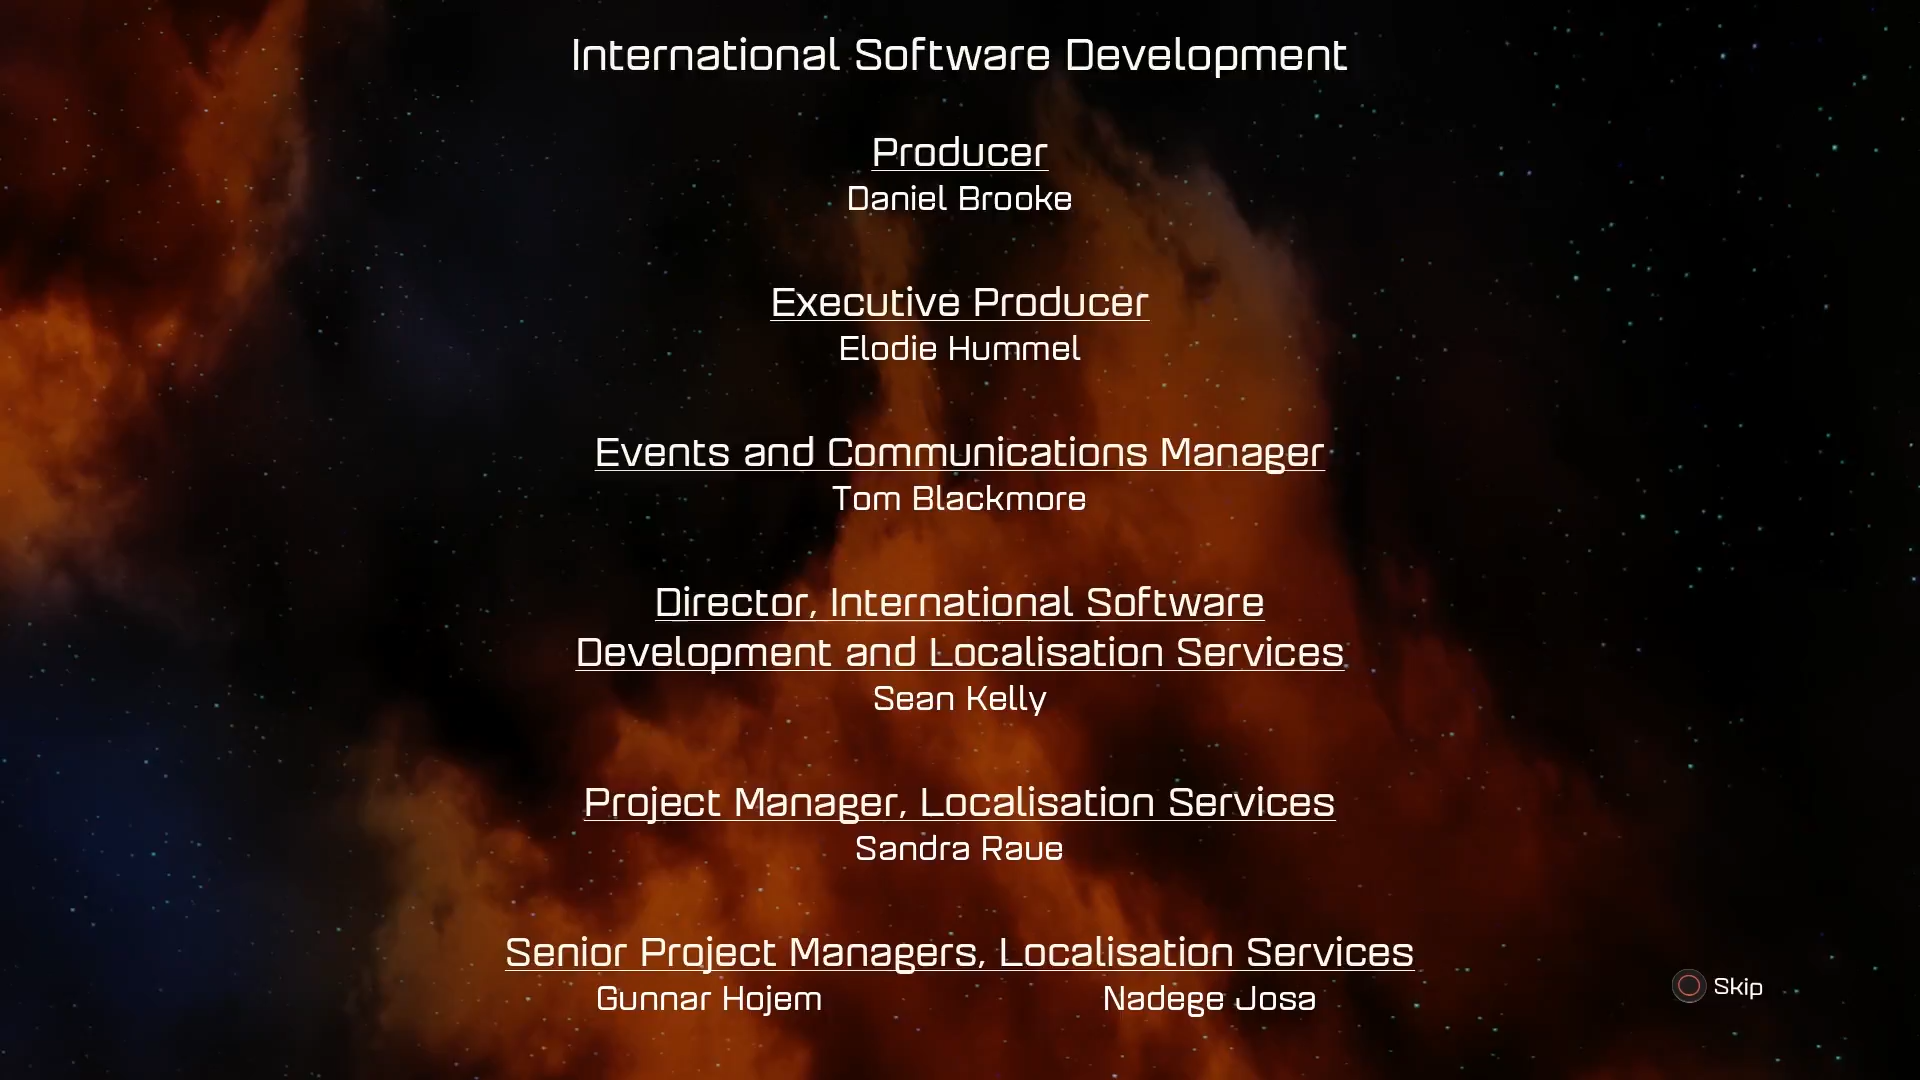 International Software Development
Producer
Daniel Brooke
Executive Producer
Elodie Hummel
Events and Communications Manager
Tom Blackmore
Director, International Software
Development and Localisation Services
Sean Kelly
Project Manager, Localisation Services
Sandra Raue
Senior Project Managers, Localisation Services
Gunnar Hojem Nadege Josa
Skip